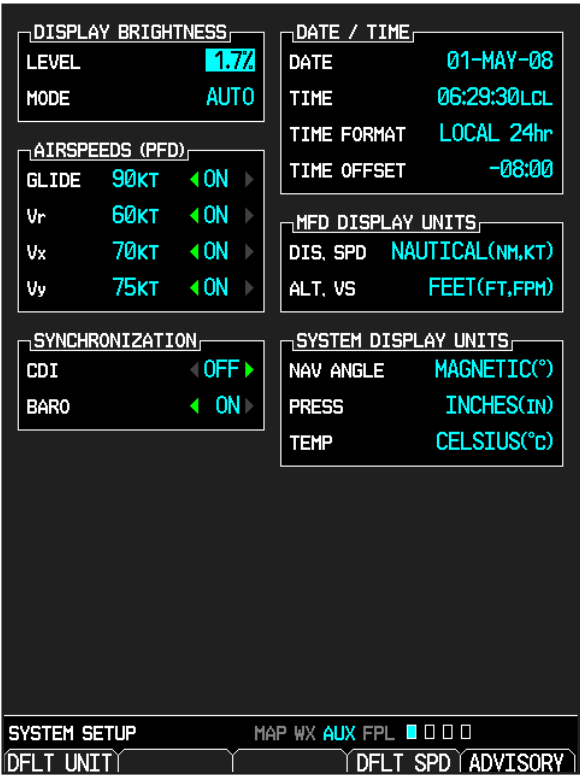 DISPLAY BRIGHTNESS
LEVEL 1.7%
MODE AUTO
AIRSPEEDS (PFD)
GLIDE 90KT ON
Vr 60KT ON
Vx 70KT ON
Vy 75KT ON
SYNCHRONIZATION
CDI OFF
BARO ON
DATE / TIME
DATE 01-MAY-08
TIME 06:29:30LCL
TIME FORMAT LOCAL 24hr
TIME OFFSET -08:00
MFD DISPLAY UNITS
DIS, SPD NAUTICAL(NM,KT)
ALT, VS FEET(FT,FPM)
SYSTEM DISPLAY UNITS
NAV ANGLE MAGNETIC(°)
PRESS INCHES(IN)
TEMP CELSIUS(°C)
SYSTEM SETUP MAP WX AUX FPL
DFLT UNIT DFLT SPD ADVISORY